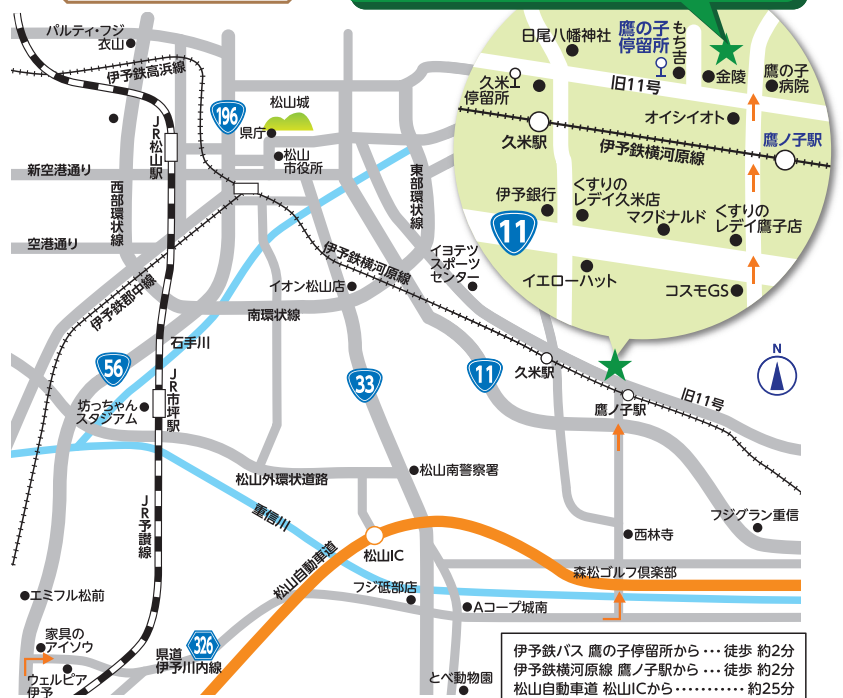 パルティ・フジ
衣山
伊予鉄高浜線
196
松山城
県庁
松山
市役所
JR松山駅
新空港通り
西部環状線
空港通り
東部環状線
伊予鉄郡中線
伊予鉄横河原線
イヨテツ
スポーツ
センター
イオン松山店
南環状線
石手川
56
33
11
坊っちゃん
スタジアム
JR市坪駅
久米駅
鷹ノ子駅
旧11号
N
松山外環状道路
松山南警察署
重信川
JR予讃線
松山自動車道
松山IC
西林寺
フジグラン重信
森松ゴルフ倶楽部
フジ砥部店
Aコープ城南
エミフル松前
家具の
アイソウ
ウェルピア
伊予
県道
伊予川内線
326
とべ動物園
日尾八幡神社
鷹の子
停留所
もち吉
金陵
鷹の子
病院
久米
停留所
旧11号
オイシイオト
久米駅
伊予鉄横河原線
鷹ノ子駅
伊予銀行
くすりの
レデイ久米店
マクドナルド
くすりの
レデイ鷹子店
11
イエローハット
コスモGS
伊予鉄バス 鷹の子停留所から・・・徒歩 約2分
伊予鉄横河原線 鷹ノ子駅から・・・徒歩 約2分
松山自動車道 松山ICから・・・・・・・・・・・約25分